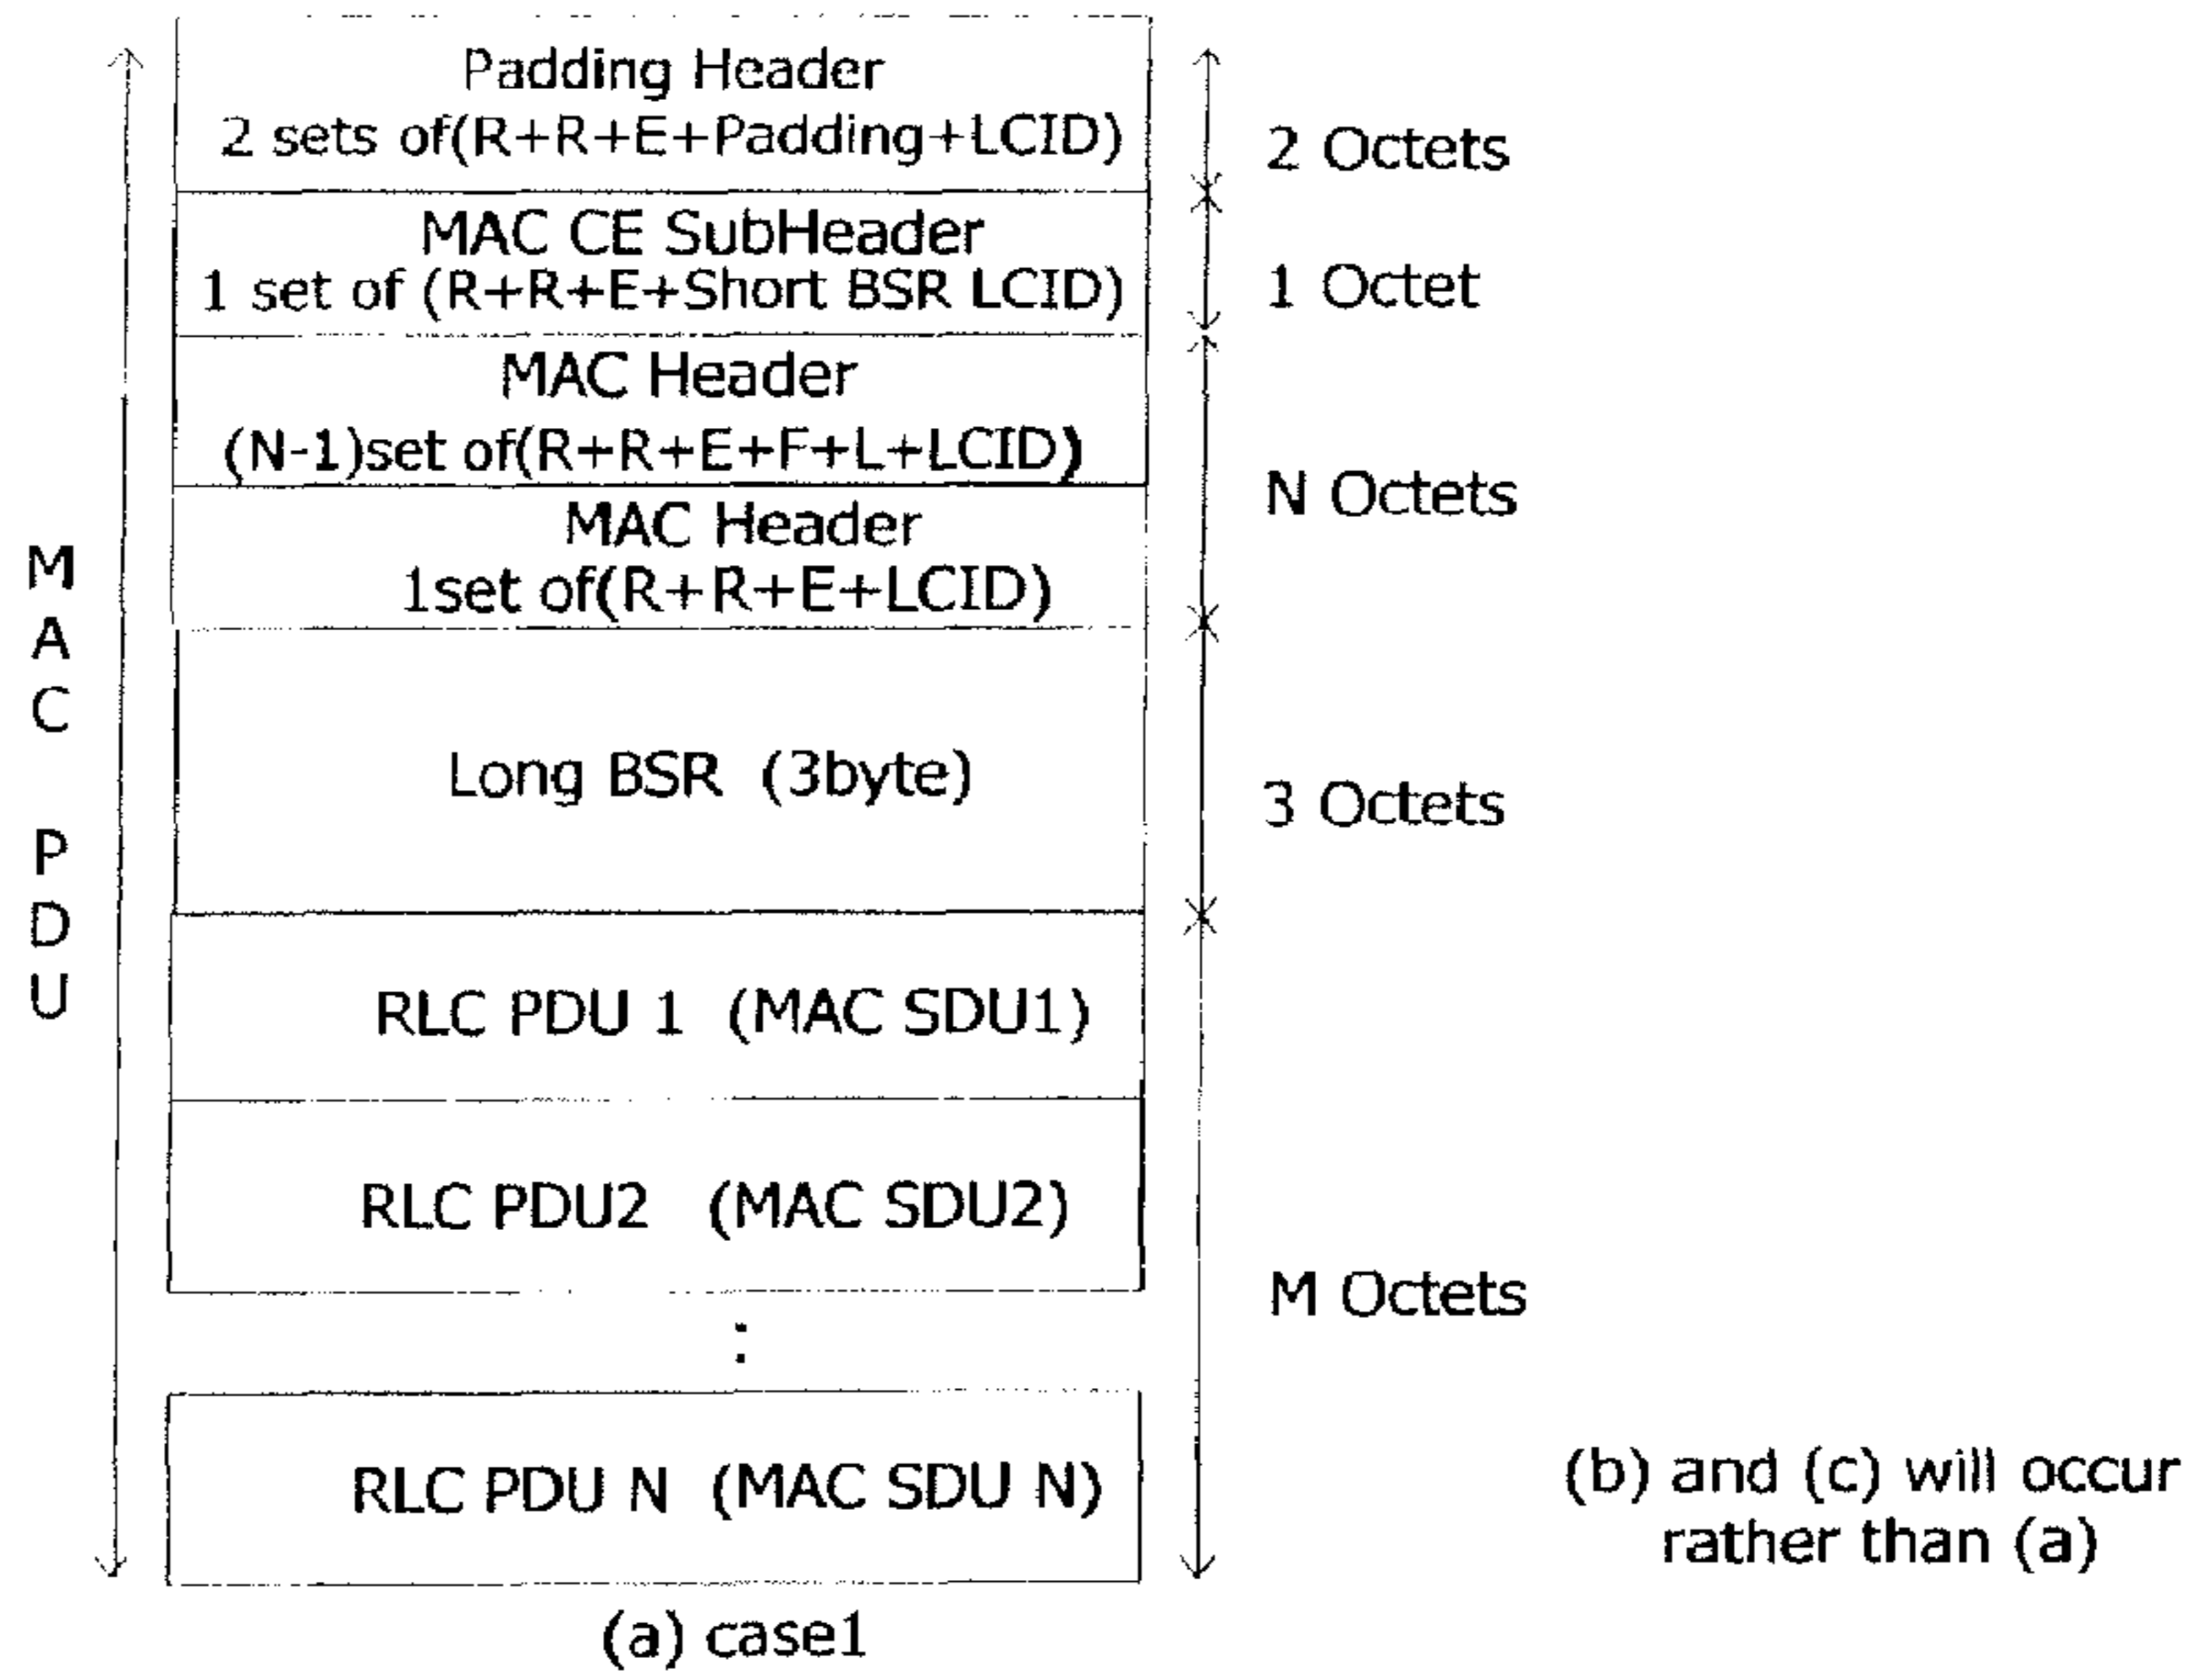 Padding Header
2 sets of(R+R+E+Padding+LCID)
2 Octets
MAC CE SubHeader
1 set of (R+R+E+Short BSR LCID)
1 Octet
MAC Header
(N-1)set of(R+R+E+F+L+LCID)
N Octets
MAC Header
1set of(R+R+E+LCID)
MAC PDU
Long BSR (3byte)
3 Octets
RLC PDU 1 (MAC SDU1)
RLC PDU2 (MAC SDU2)
M Octets
:
RLC PDU N (MAC SDU N)
(b) and (c) will occur
rather than (a)
(a) case1